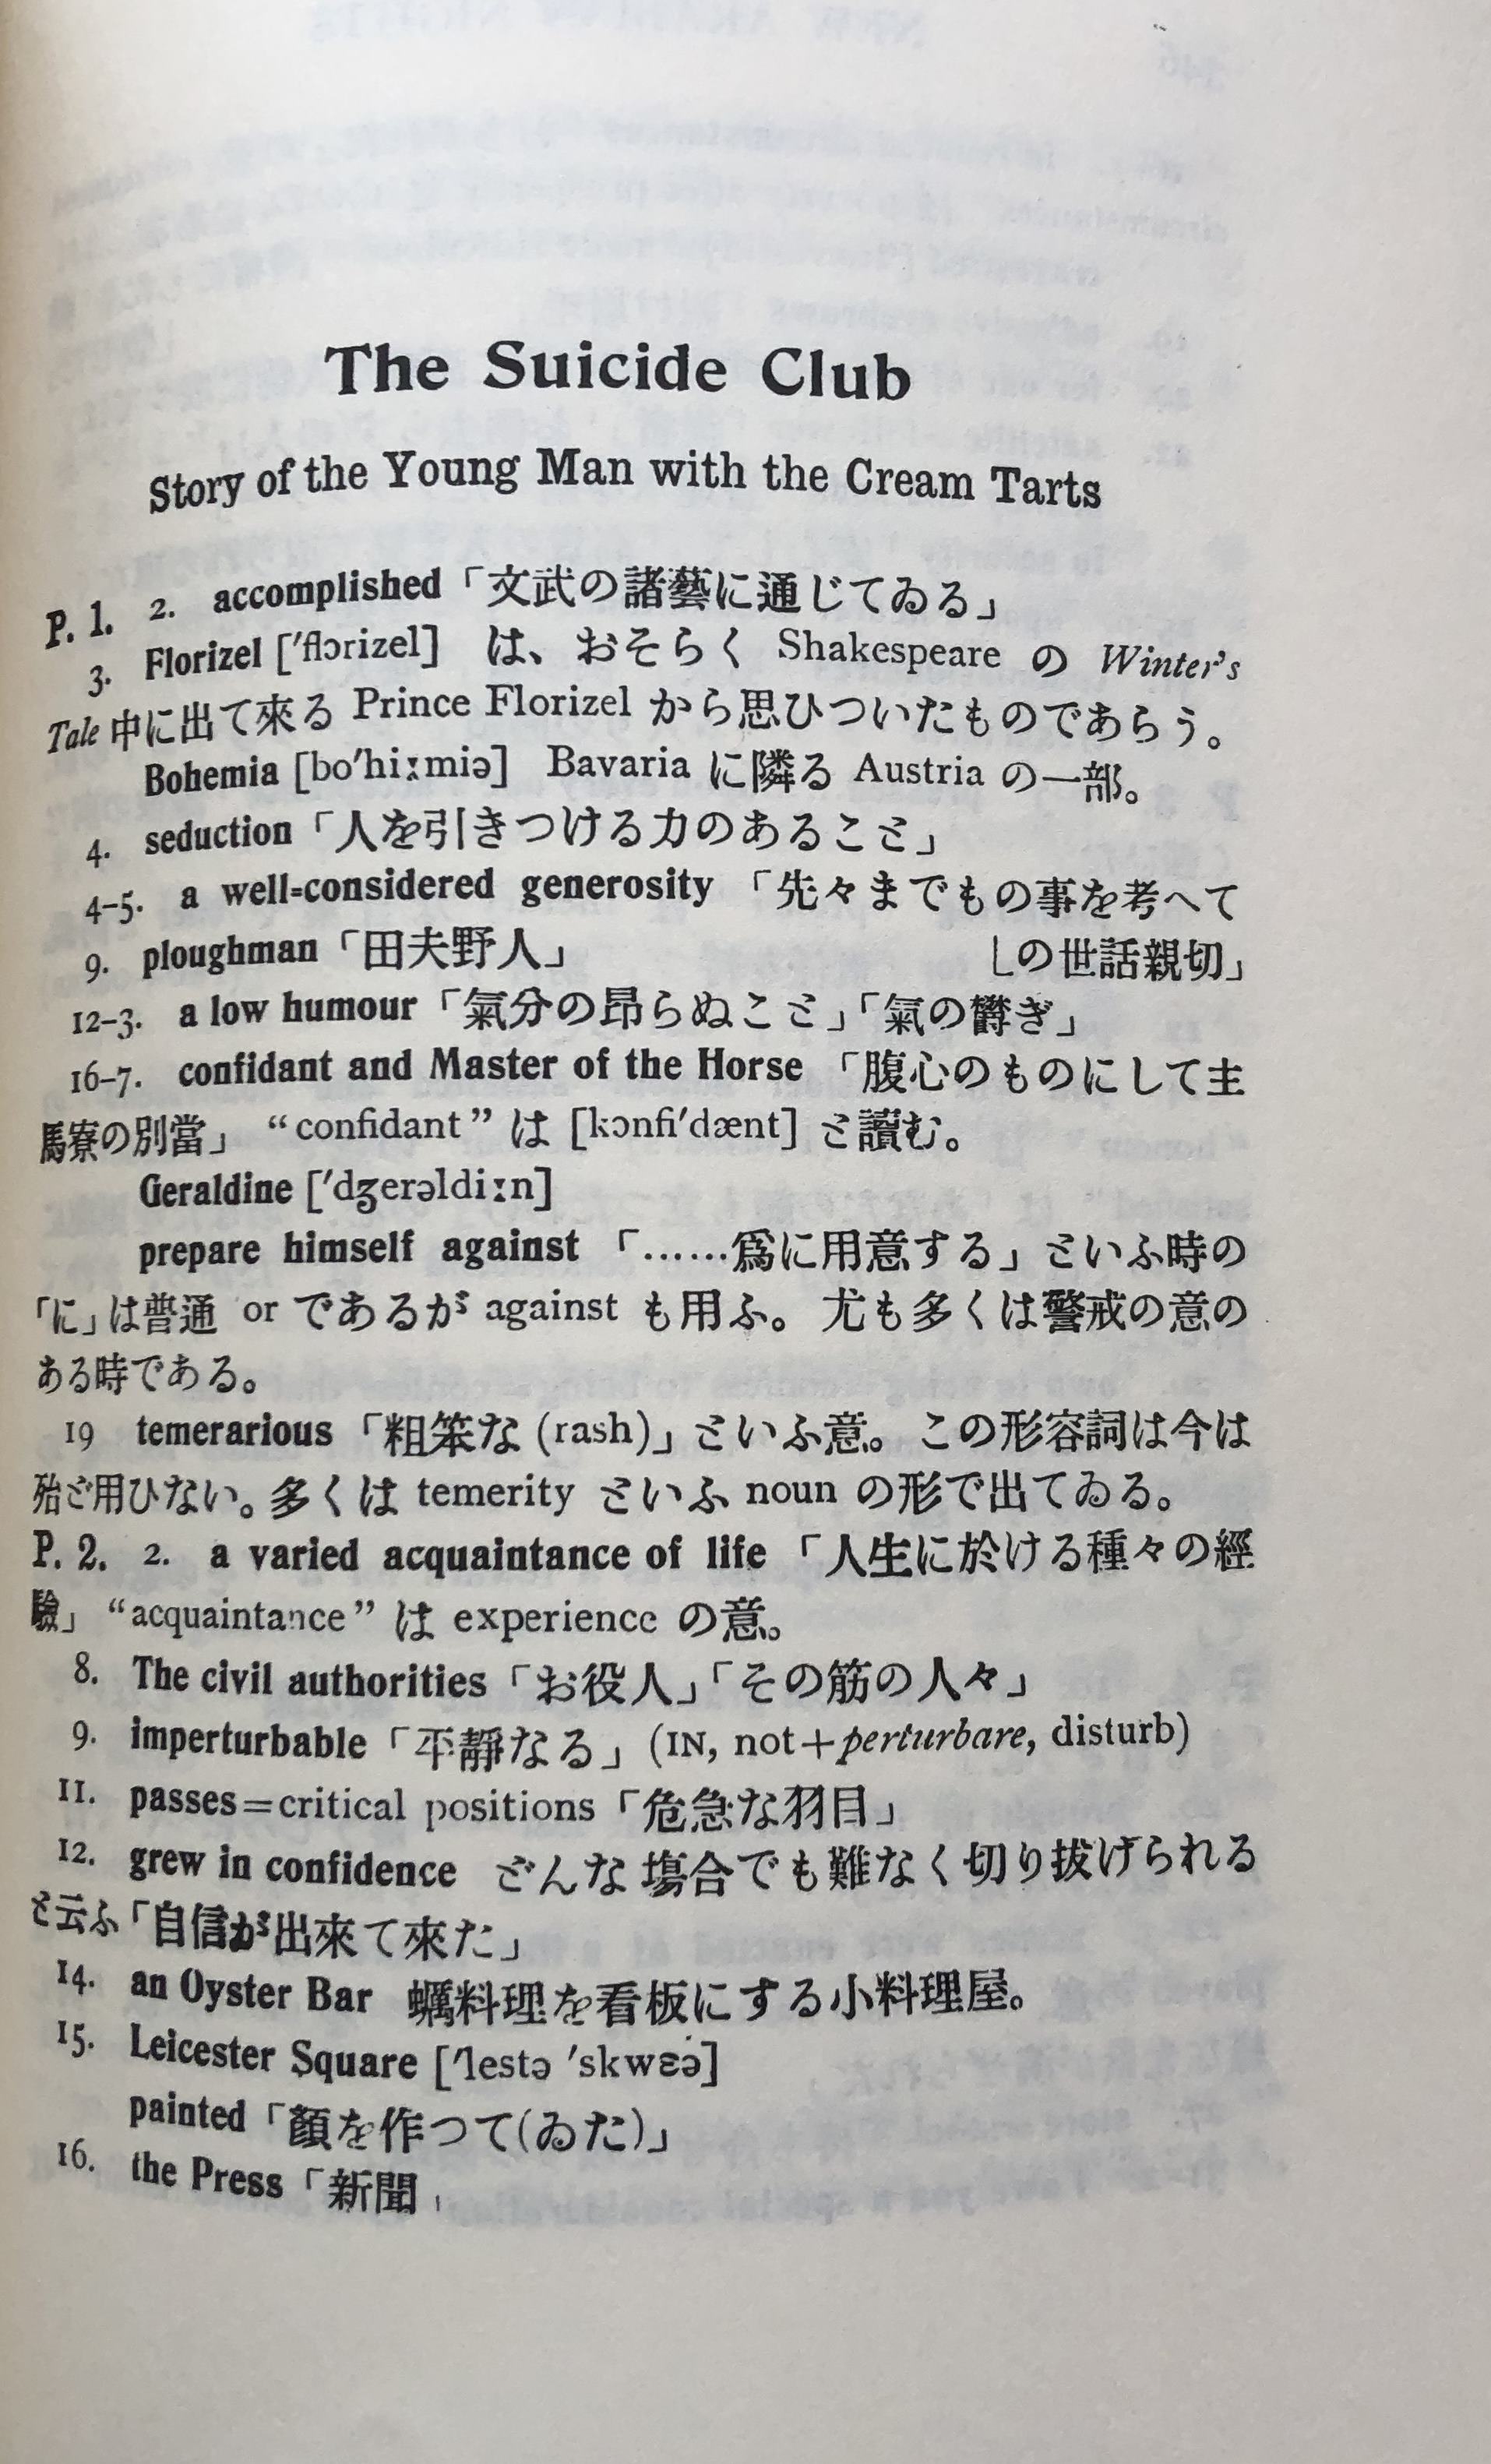 The Suicide Club
Story of the Young Man with the Cream Tarts
P. 1. 2. accomplished「文武の諸藝に通じてゐる」
3. Florizel [′flɔrizel] は、おそらく Shakespeare の Winter's
Tale 中に出て來る Prince Florizel から思ひついたものであらう。
Bohemia [bo′hiːmiə] Bavaria に隣る Austria の一部。
4. seduction「人を引きつける力のあること」
4–5. a well=considered generosity 「先々までもの事を考へて
9. ploughman「田夫野人」 しの世話親切」
12–3. a low humour「氣分の昂らぬこと」「氣の欝ぎ」
16–7. confidant and Master of the Horse 「腹心のものにして主
馬寮の別當」 “confidant” は [kɔnfi′dænt] と讀む。
Geraldine [′dʒerəldiːn]
prepare himself against 「……爲に用意する」といふ時の
「に」は普通 or であるが against も用ふ。尤も多くは警戒の意の
ある時である。
19 temerarious 「粗笨な (rash)」といふ意。この形容詞は今は
殆ど用ひない。多くは temerity といふ noun の形で出てゐる。
P. 2. 2. a varied acquaintance of life 「人生に於ける種々の經
驗」 “acquaintance” は experience の意。
8. The civil authorities「お役人」「その筋の人々」
9. imperturbable「平靜なる」(IN, not+perturbare, disturb)
11. passes=critical positions「危急な羽目」
12. grew in confidence どんな塲合でも難なく切り拔けられる
と云ふ「自信が出來て來た」
14. an Oyster Bar 蠣料理を看板にする小料理屋。
15. Leicester Square [′lestə ′skwɛə]
painted「顏を作つて(ゐた)」
16. the Press「新聞」